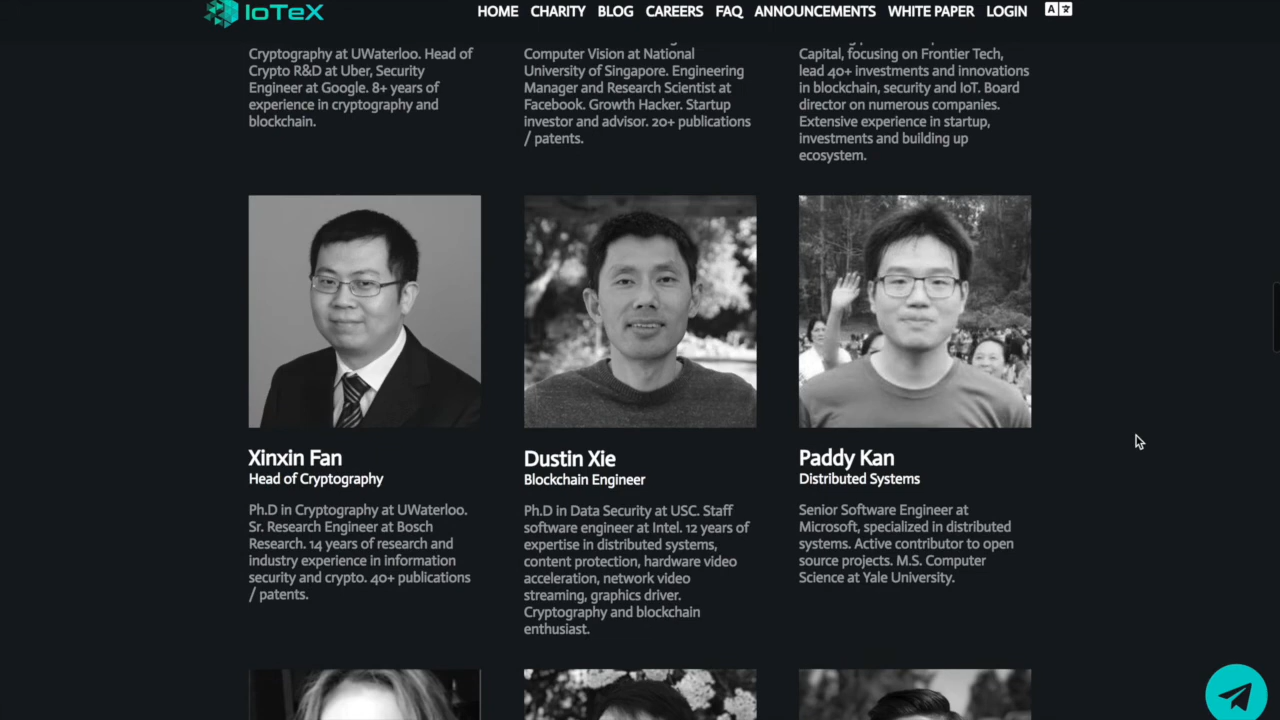 IoTeX
HOME CHARITY BLOG CAREERS FAQ ANNOUNCEMENTS WHITE PAPER LOGIN A文
Cryptography at UWaterloo. Head of
Crypto R&D at Uber, Security
Engineer at Google. 8+ years of
experience in cryptography and
blockchain.
Computer Vision at National
University of Singapore. Engineering
Manager and Research Scientist at
Facebook. Growth Hacker. Startup
investor and advisor. 20+ publications
/ patents.
Capital, focusing on Frontier Tech,
lead 40+ investments and innovations
in blockchain, security and IoT. Board
director on numerous companies.
Extensive experience in startup,
investments and building up
ecosystem.
Xinxin Fan
Head of Cryptography
Ph.D in Cryptography at UWaterloo.
Sr. Research Engineer at Bosch
Research. 14 years of research and
industry experience in information
security and crypto. 40+ publications
/ patents.
Dustin Xie
Blockchain Engineer
Ph.D in Data Security at USC. Staff
software engineer at Intel. 12 years of
expertise in distributed systems,
content protection, hardware video
acceleration, network video
streaming, graphics driver.
Cryptography and blockchain
enthusiast.
Paddy Kan
Distributed Systems
Senior Software Engineer at
Microsoft, specialized in distributed
systems. Active contributor to open
source projects. M.S. Computer
Science at Yale University.